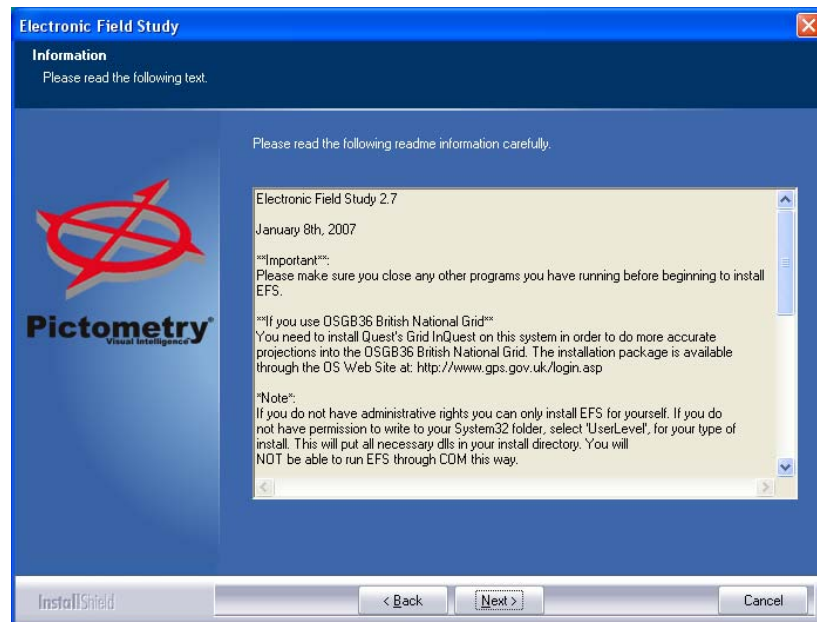 Electronic Field Study
Information
Please read the following text.
Please read the following readme information carefully.
Electronic Field Study 2.7
January 8th, 2007
**Important**:
Please make sure you close any other programs you have running before beginning to install
EFS.
**If you use OSGB36 British National Grid**
You need to install Quest's Grid InQuest on this system in order to do more accurate
projections into the OSGB36 British National Grid. The installation package is available
through the OS Web Site at: http://www.gps.gov.uk/login.asp
*Note*:
If you do not have administrative rights you can only install EFS for yourself. If you do
not have permission to write to your System32 folder, select 'UserLevel', for your type of
install. This will put all necessary dlls in your install directory. You will
NOT be able to run EFS through COM this way.
Pictometry®
Visual Intelligence
InstallShield
< Back
Next >
Cancel